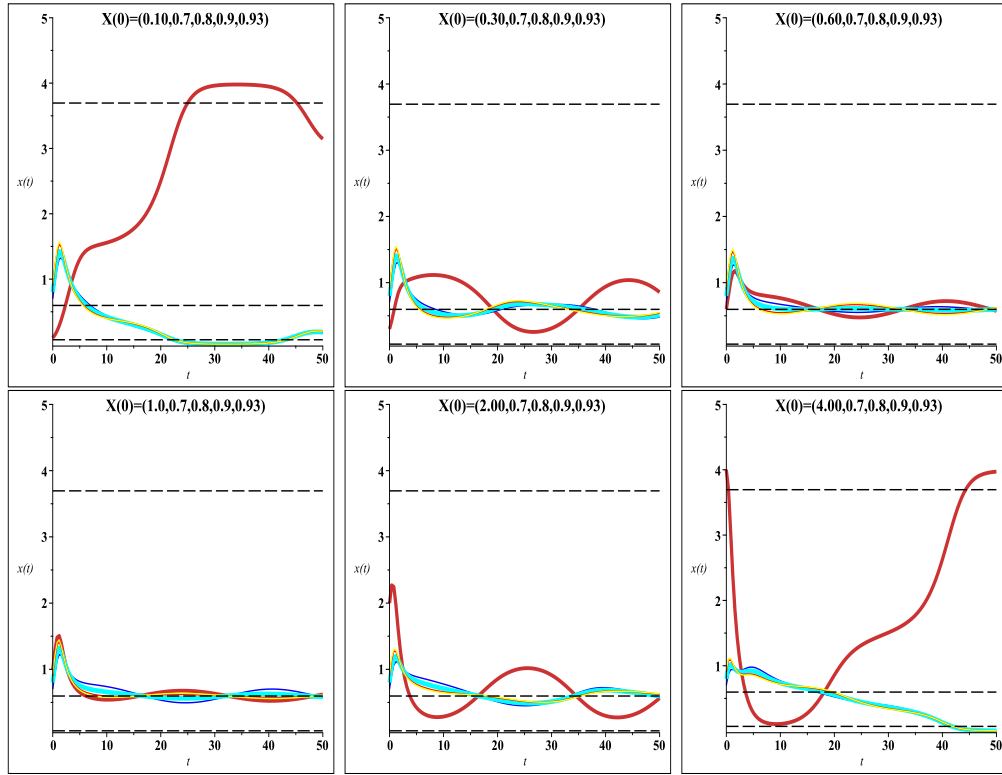 X(0)=(0.10,0.7,0.8,0.9,0.93)
5
4
3
x(t)
2
1
0 10 20 30 40 50
t
X(0)=(0.30,0.7,0.8,0.9,0.93)
5
4
3
x(t)
2
1
0 10 20 30 40 50
t
X(0)=(0.60,0.7,0.8,0.9,0.93)
5
4
3
x(t)
2
1
0 10 20 30 40 50
t
X(0)=(1.0,0.7,0.8,0.9,0.93)
5
4
3
x(t)
2
1
0 10 20 30 40 50
t
X(0)=(2.00,0.7,0.8,0.9,0.93)
5
4
3
x(t)
2
1
0 10 20 30 40 50
t
X(0)=(4.00,0.7,0.8,0.9,0.93)
5
4
3
x(t)
2
1
0 10 20 30 40 50
t